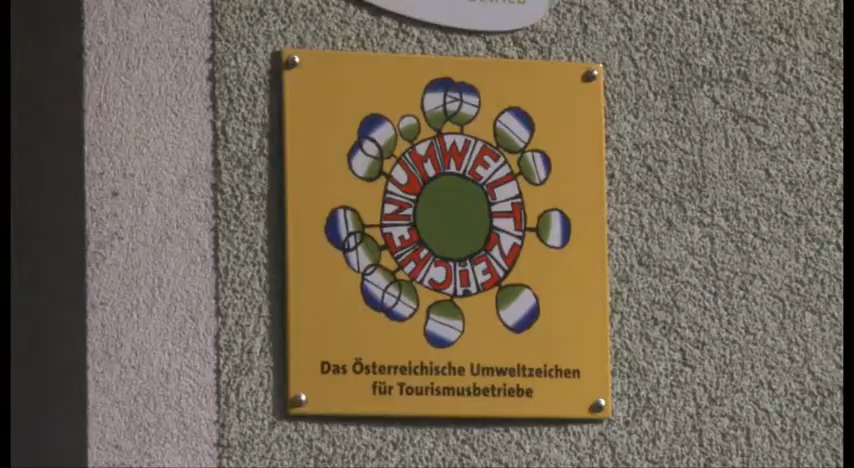 UMWELTZEICHEN
Das Österreichische Umweltzeichen
für Tourismusbetriebe